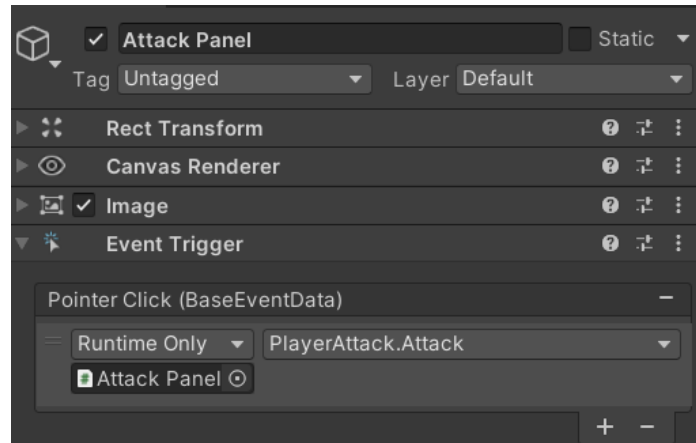 Attack Panel Static
Tag Untagged Layer Default
Rect Transform
Canvas Renderer
Image
Event Trigger
Pointer Click (BaseEventData)
Runtime Only PlayerAttack.Attack
Attack Panel